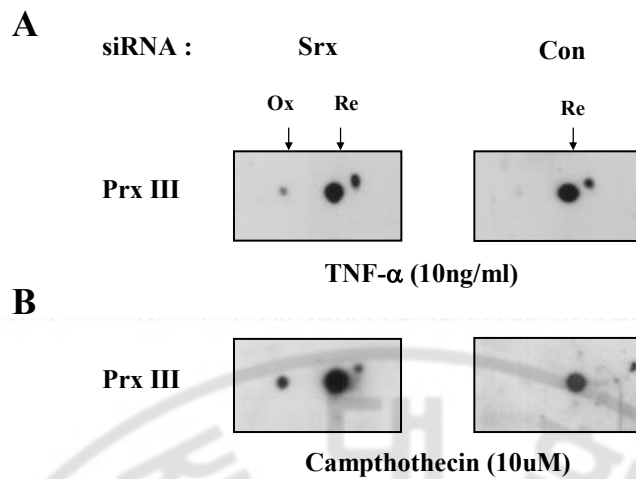 A
siRNA : Srx Con
Ox Re Re
Prx III
TNF-α (10ng/ml)
B
Prx III
Campthothecin (10uM)